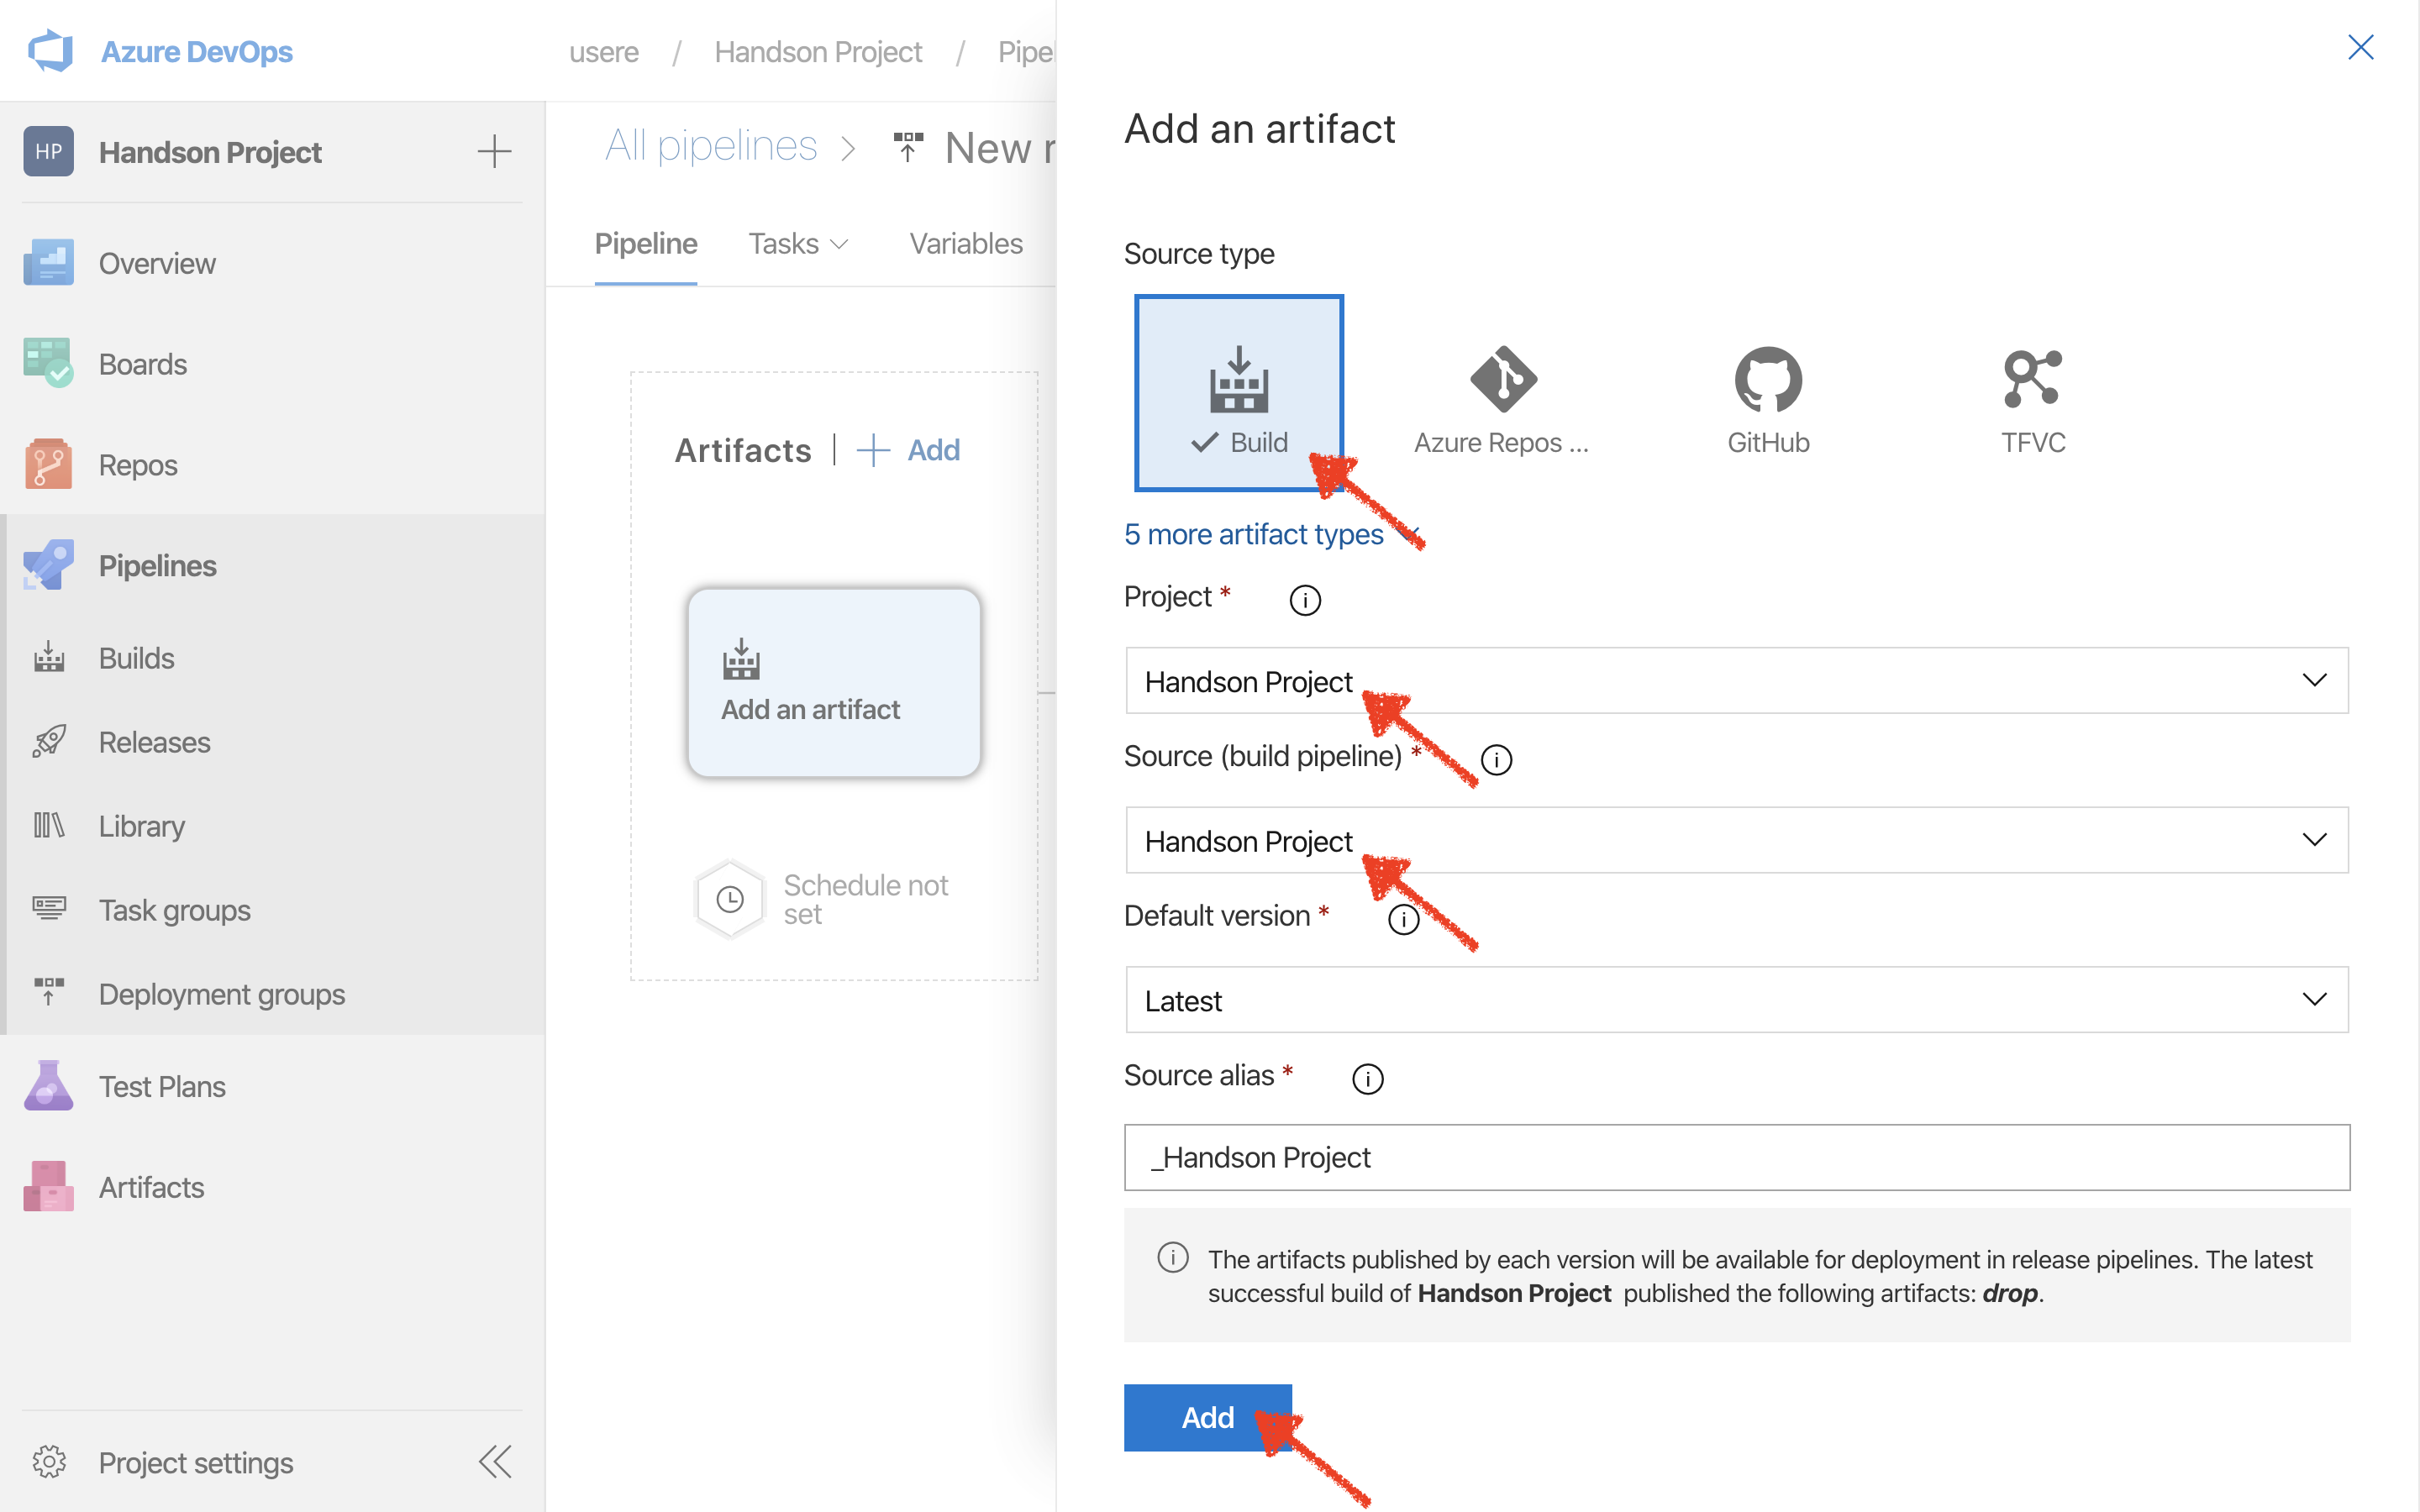 Azure DevOps
usere / Handson Project / Pipel
HP Handson Project
Overview
Boards
Repos
Pipelines
Builds
Releases
Library
Task groups
Deployment groups
Test Plans
Artifacts
Project settings
All pipelines > New r
Pipeline Tasks Variables
Artifacts | + Add
Add an artifact
Schedule not
set
Add an artifact
Source type
Build
Azure Repos ...
GitHub
TFVC
5 more artifact types
Project *
Handson Project
Source (build pipeline) *
Handson Project
Default version *
Latest
Source alias *
_Handson Project
The artifacts published by each version will be available for deployment in release pipelines. The latest
successful build of Handson Project published the following artifacts: drop.
Add